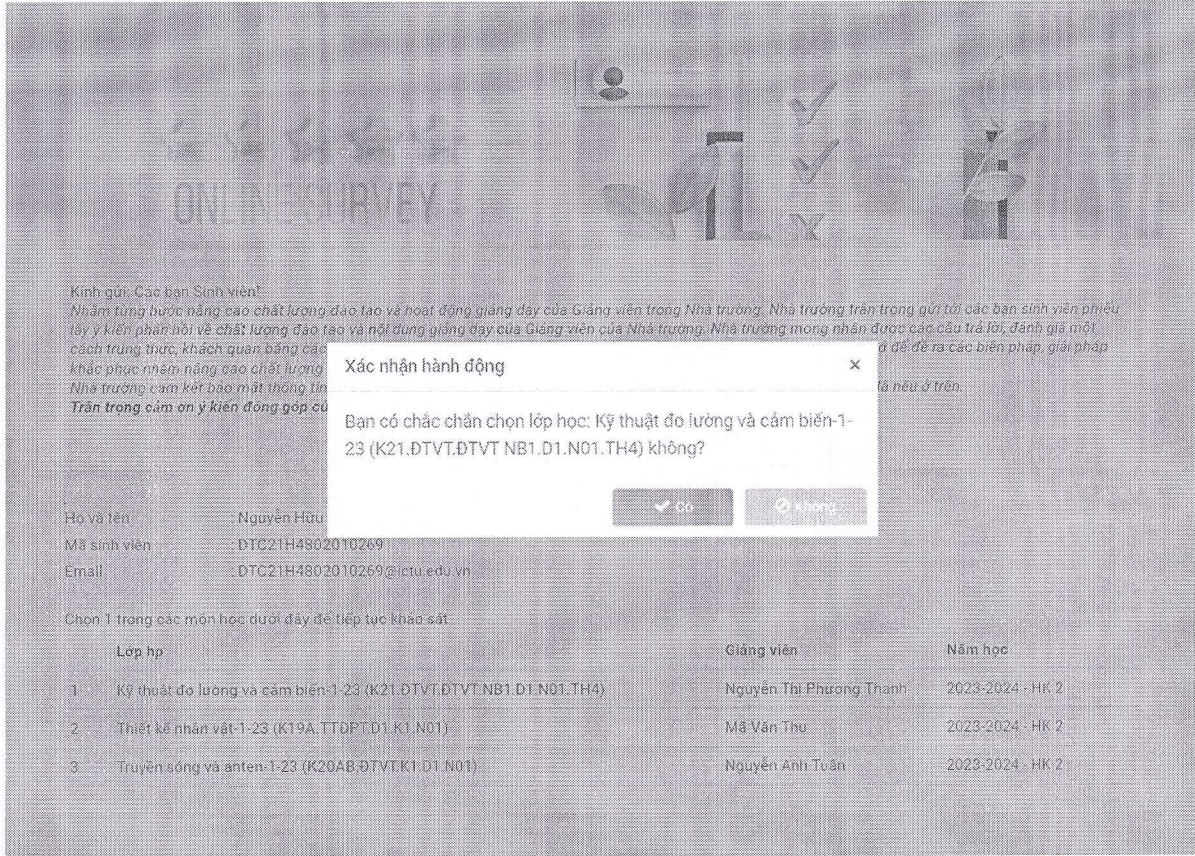 ONLINE SURVEY
Kính gửi: Các bạn Sinh viên!
Nhằm từng bước nâng cao chất lượng đào tạo và hoạt động giảng dạy của Giảng viên trong Nhà trường. Nhà trường trân trọng gửi tới các bạn sinh viên phiếu
lấy ý kiến phản hồi về chất lượng đào tạo và nội dung giảng dạy của Giảng viên của Nhà trường. Nhà trường mong nhận được các câu trả lời, đánh giá một
cách trung thực, khách quan bằng các để đề ra các biện pháp, giải pháp
khắc phục nhằm nâng cao chất lượng
Nhà trường cam kết bảo mật thông tin đã nêu ở trên.
Trân trọng cảm ơn ý kiến đóng góp củ
Xác nhận hành động ×
Bạn có chắc chắn chọn lớp học: Kỹ thuật đo lường và cảm biến-1-
23 (K21.ĐTVT.ĐTVT NB1.D1.N01.TH4) không?
Có Không
Họ và tên : Nguyễn Hữu
Mã sinh viên : DTC21H4802010269
Email : DTC21H4802010269@ictu.edu.vn
Chọn 1 trong các môn học dưới đây để tiếp tục khảo sát
Lớp hp Giảng viên Năm học
1 Kỹ thuật đo lường và cảm biến-1-23 (K21.ĐTVT.ĐTVT NB1.D1.N01.TH4) Nguyễn Thị Phương Thanh 2023-2024 - HK 2
2 Thiết kế nhân vật-1-23 (K19A.TTĐPT.D1.K1.N01) Mã Văn Thu 2023-2024 - HK 2
3 Truyền sóng và anten-1-23 (K20AB.ĐTVT.K1.D1.N01) Nguyễn Anh Tuấn 2023-2024 - HK 2